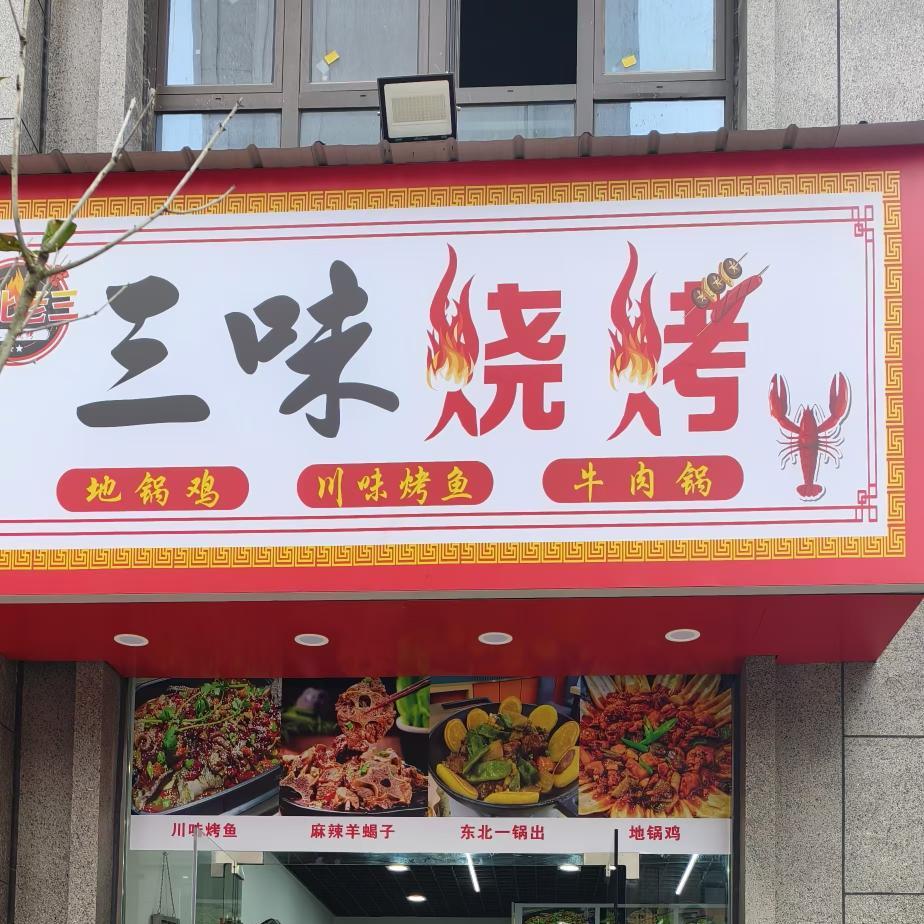 三味烧烤
地锅鸡 川味烤鱼 牛肉锅
川味烤鱼 麻辣羊蝎子 东北一锅出 地锅鸡